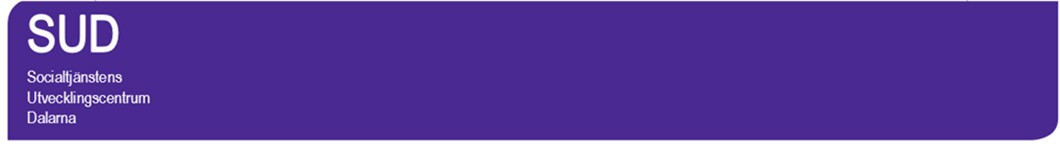 SUD
Socialtjänstens
Utvecklingscentrum
Dalarna